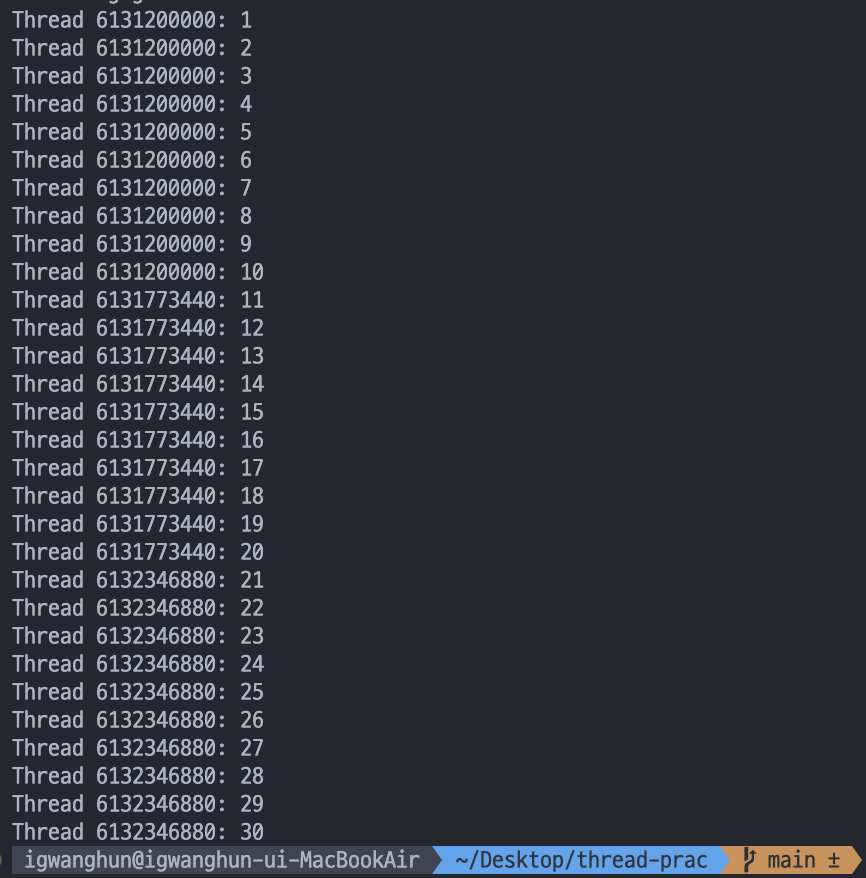 Thread 6131200000: 1
Thread 6131200000: 2
Thread 6131200000: 3
Thread 6131200000: 4
Thread 6131200000: 5
Thread 6131200000: 6
Thread 6131200000: 7
Thread 6131200000: 8
Thread 6131200000: 9
Thread 6131200000: 10
Thread 6131773440: 11
Thread 6131773440: 12
Thread 6131773440: 13
Thread 6131773440: 14
Thread 6131773440: 15
Thread 6131773440: 16
Thread 6131773440: 17
Thread 6131773440: 18
Thread 6131773440: 19
Thread 6131773440: 20
Thread 6132346880: 21
Thread 6132346880: 22
Thread 6132346880: 23
Thread 6132346880: 24
Thread 6132346880: 25
Thread 6132346880: 26
Thread 6132346880: 27
Thread 6132346880: 28
Thread 6132346880: 29
Thread 6132346880: 30
igwanghun@igwanghun-ui-MacBookAir ~/Desktop/thread-prac main ±